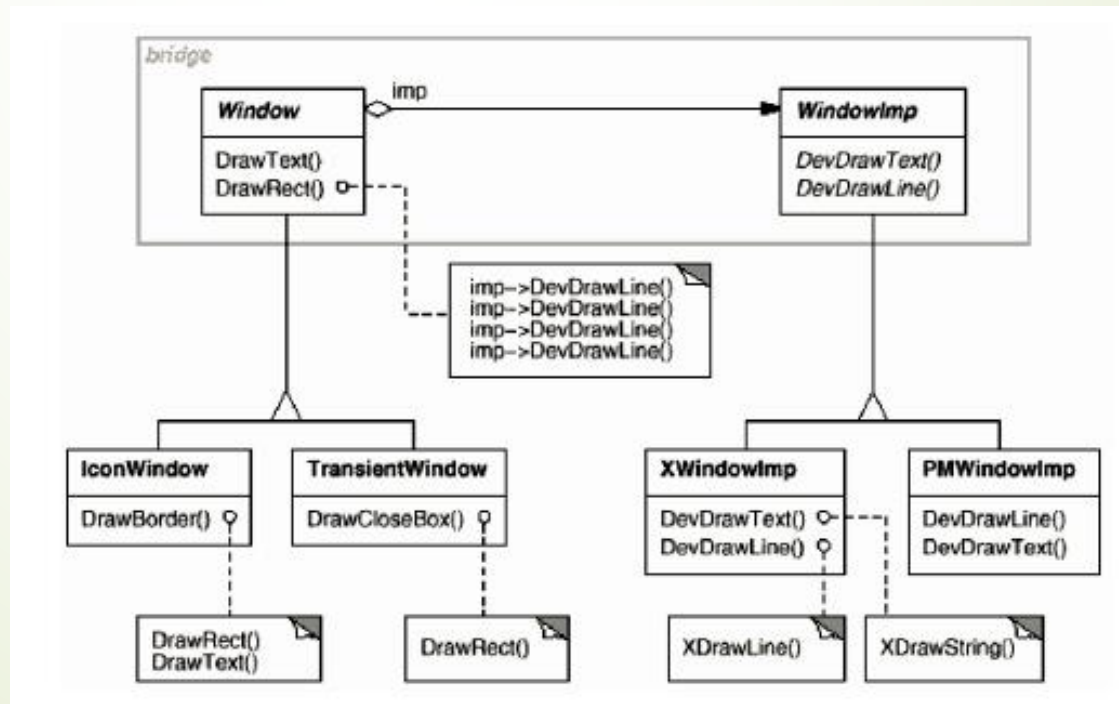 bridge
imp
Window
WindowImp
DrawText()
DrawRect()
DevDrawText()
DevDrawLine()
imp->DevDrawLine()
imp->DevDrawLine()
imp->DevDrawLine()
imp->DevDrawLine()
IconWindow
DrawBorder()
TransientWindow
DrawCloseBox()
XWindowImp
DevDrawText()
DevDrawLine()
PMWindowImp
DevDrawLine()
DevDrawText()
DrawRect()
DrawText()
DrawRect()
XDrawLine()
XDrawString()